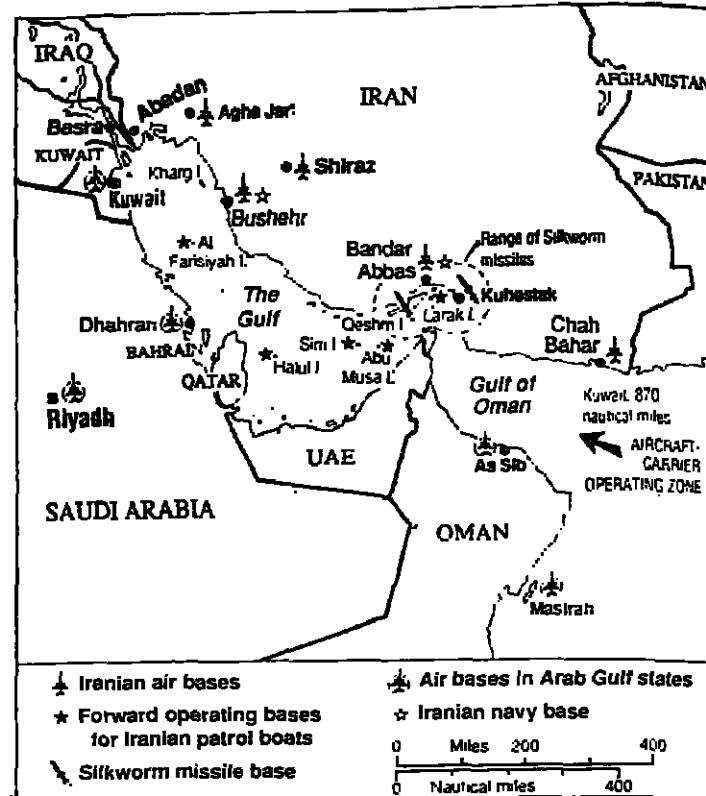 IRAQ
Abadan
Agha Jari
IRAN
AFGHANISTAN
Basra
KUWAIT
Kuwait
Kharg I.
Shiraz
PAKISTAN
Bushehr
Al
Farisiyah I.
Bandar
Abbas
Range of Silkworm
missiles
The
Gulf
Kuhestak
Larak I.
Qeshm I
Dhahran
BAHRAI
Sirri I
Abu
Musa I.
Halul I
Chah
Bahar
QATAR
Riyadh
Gulf of
Oman
Kuwait 870
nautical miles
AIRCRAFT-
CARRIER
OPERATING ZONE
As Sib
UAE
SAUDI ARABIA
OMAN
Masirah
Iranian air bases
Forward operating bases
for Iranian patrol boats
Silkworm missile base
Air bases in Arab Gulf states
Iranian navy base
0 Miles 200 400
0 Nautical miles 400